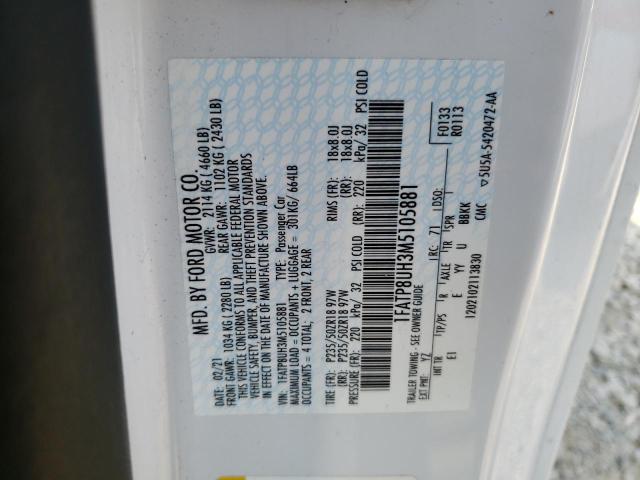 MFD. BY FORD MOTOR CO.
DATE: 02/21 GVWR: 2114 KG ( 4660 LB)
FRONT GAWR: 1034 KG ( 2280LB) REAR GAWR: 1102 KG ( 2430 LB)
THIS VEHICLE CONFORMS TO ALL APPLICABLE FEDERAL MOTOR
VEHICLE SAFETY, BUMPER, AND THEFT PREVENTION STANDARDS
IN EFFECT ON THE DATE OF MANUFACTURE SHOWN ABOVE.
VIN: 1FATP8UH3M5105881 TYPE: Passenger Car
MAXIMUM LOAD = OCCUPANTS + LUGGAGE = 301KG/ 664LB
OCCUPANTS = 4 TOTAL; 2 FRONT, 2 REAR
TIRE (FR): P235/50ZR18 97W RIMS (FR): 18x8.0J
(RR): P235/50ZR18 97W (RR): 18x8.0J
PRESSURE (FR): 220 kPa/ 32 PSI COLD (RR): 220 kPa/ 32 PSI COLD
1FATP8UH3M5105881
TRAILER TOWING - SEE OWNER GUIDE
EXT PNT: YZ RC: 71 DSO: F0133
R0113
INT TR TP/PS R AXLE TR SPR
E1 E YY U BBKK
1202102113830 CMC 5U5A-5420472-AA